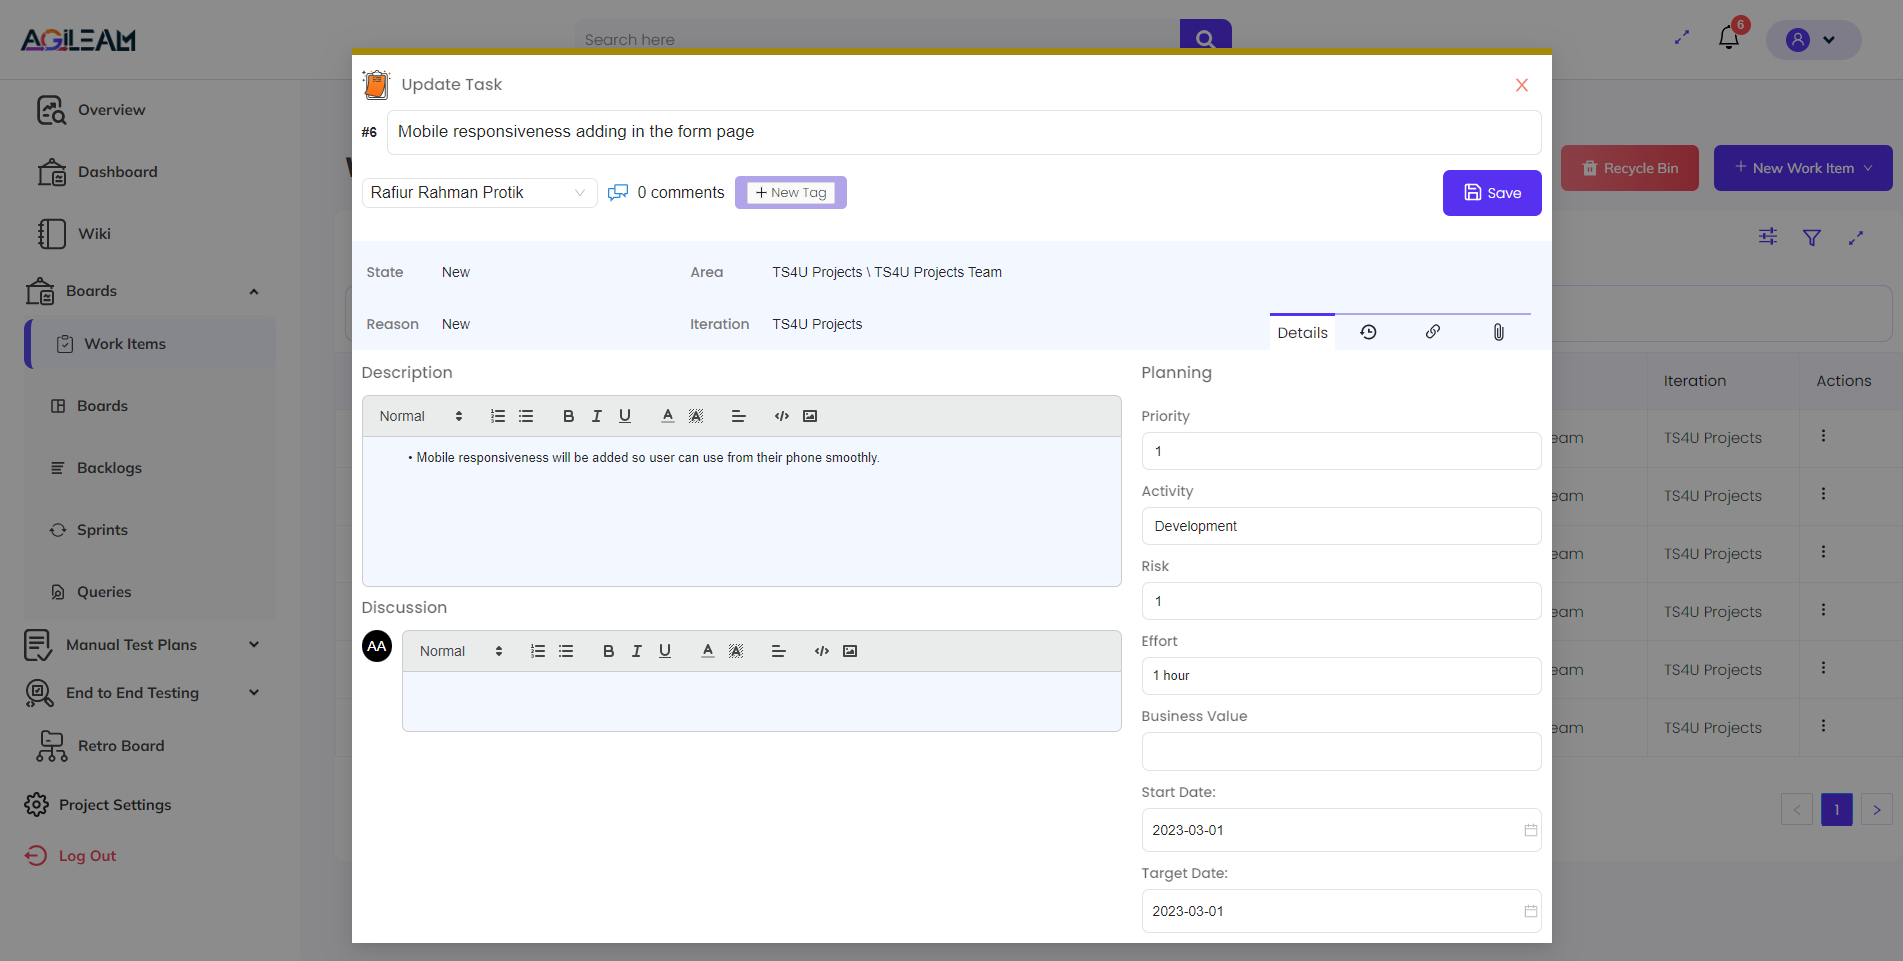 AGiLEAM
Search here
6
Overview
Dashboard
Wiki
Boards
Work Items
Boards
Backlogs
Sprints
Queries
Manual Test Plans
End to End Testing
Retro Board
Project Settings
Log Out
Update Task
#6 Mobile responsiveness adding in the form page
Rafiur Rahman Protik 0 comments + New Tag
Save
State New Area TS4U Projects \ TS4U Projects Team
Reason New Iteration TS4U Projects
Details
Description
Normal B I U A A </>
• Mobile responsiveness will be added so user can use from their phone smoothly.
Discussion
AA
Normal B I U A A </>
Planning
Priority
1
Activity
Development
Risk
1
Effort
1 hour
Business Value
Start Date:
2023-03-01
Target Date:
2023-03-01
Recycle Bin
+ New Work Item
Iteration Actions
eam TS4U Projects
eam TS4U Projects
eam TS4U Projects
eam TS4U Projects
eam TS4U Projects
eam TS4U Projects
< 1 >